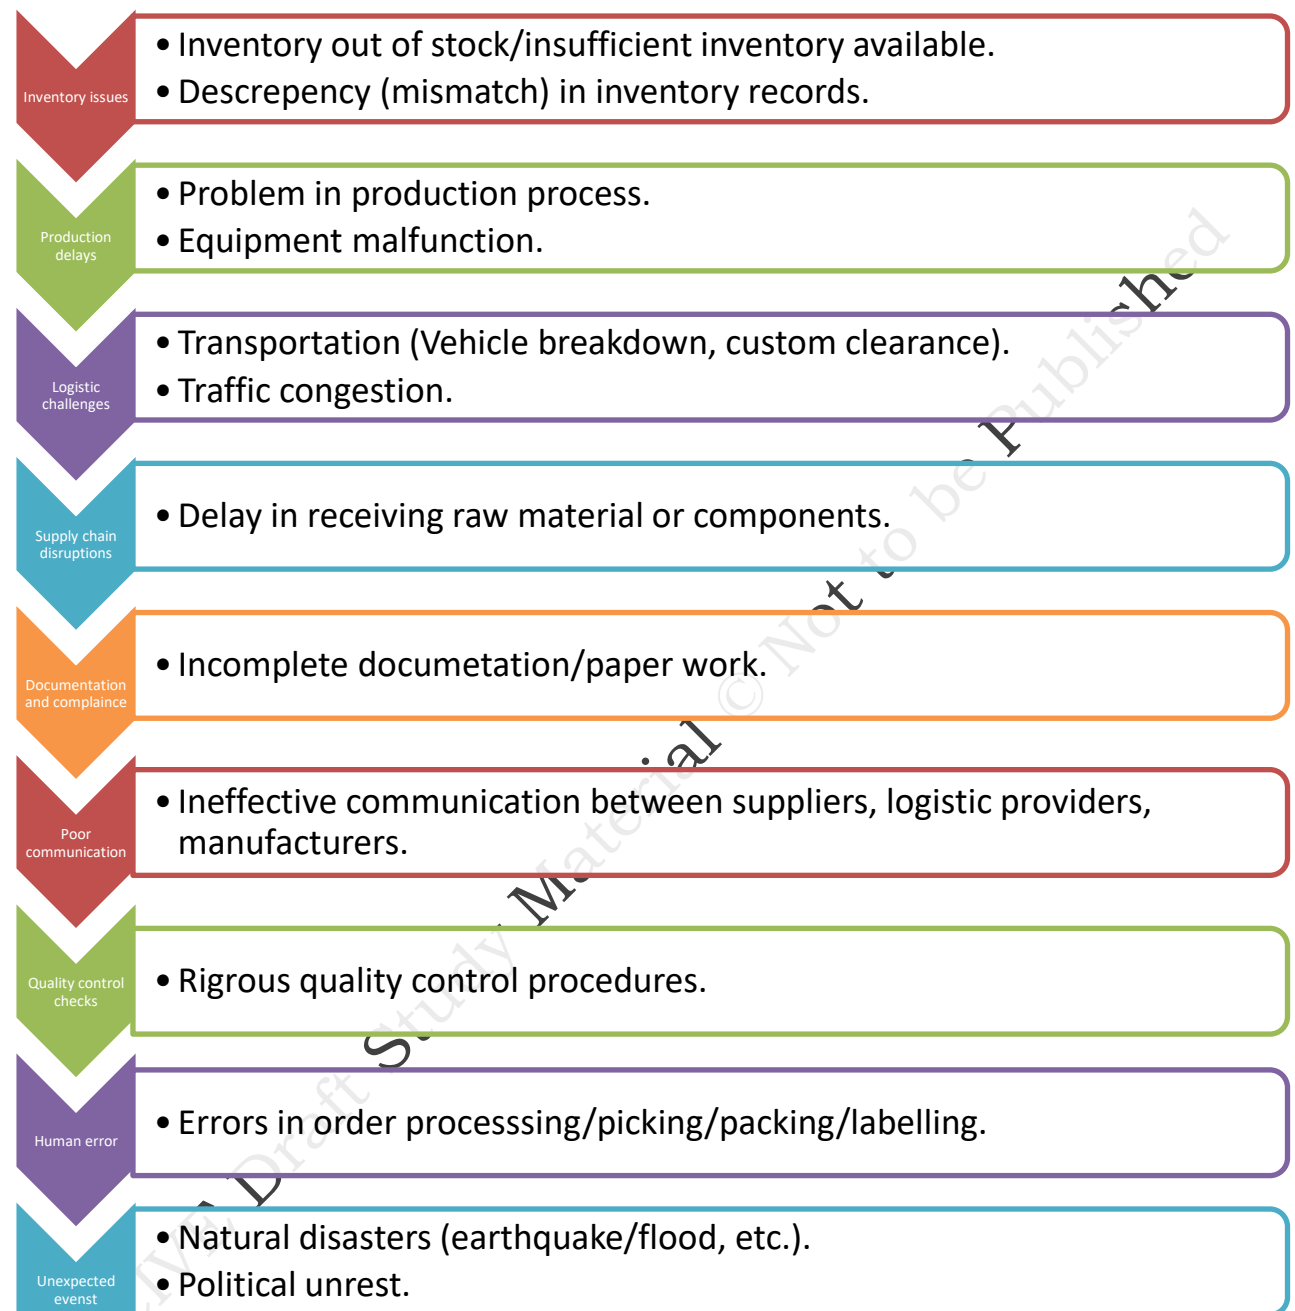 Inventory issues
• Inventory out of stock/insufficient inventory available.
• Descrepency (mismatch) in inventory records.
Production
delays
• Problem in production process.
• Equipment malfunction.
Logistic
challenges
• Transportation (Vehicle breakdown, custom clearance).
• Traffic congestion.
Supply chain
disruptions
• Delay in receiving raw material or components.
Documentation
and complaince
• Incomplete documetation/paper work.
Poor
communication
• Ineffective communication between suppliers, logistic providers,
manufacturers.
Quality control
checks
• Rigrous quality control procedures.
Human error
• Errors in order processsing/picking/packing/labelling.
Unexpected
evenst
• Natural disasters (earthquake/flood, etc.).
• Political unrest.
Draft Study Material © Not to be Published